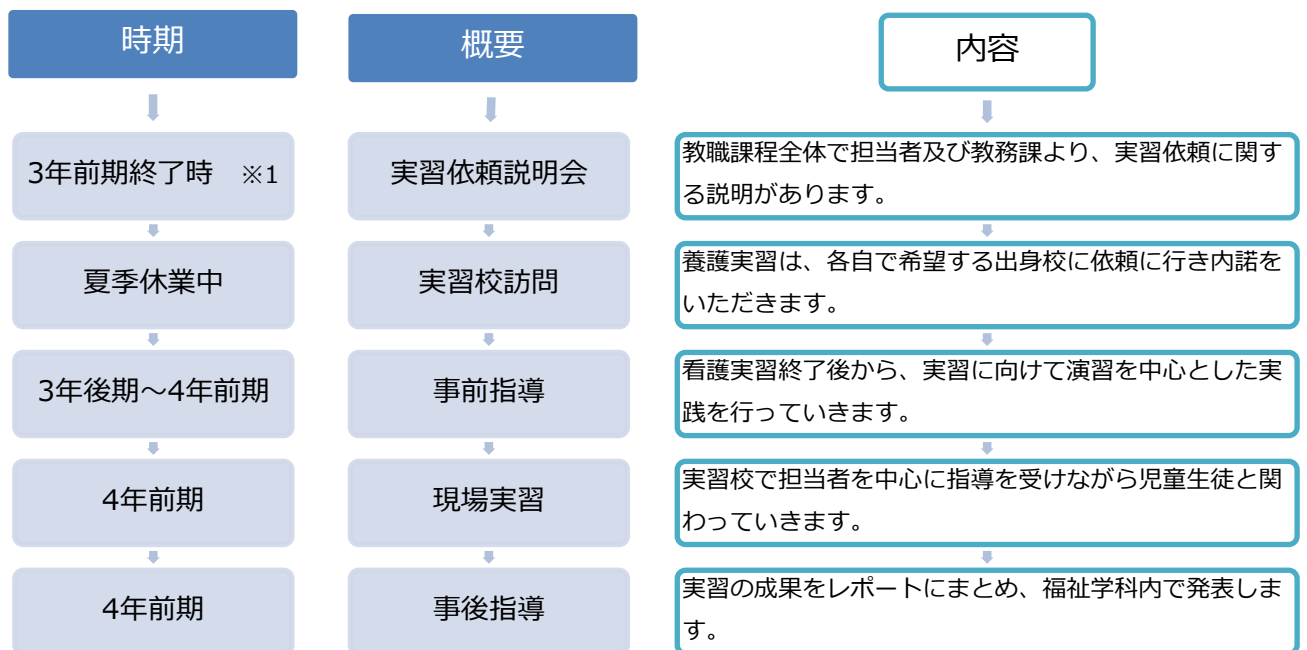 時期
概要
内容
3年前期終了時　※1
実習依頼説明会
教職課程全体で担当者及び教務課より、実習依頼に関す
る説明があります。
夏季休業中
実習校訪問
養護実習は、各自で希望する出身校に依頼に行き内諾を
いただきます。
3年後期～4年前期
事前指導
看護実習終了後から、実習に向けて演習を中心とした実
践を行っていきます。
4年前期
現場実習
実習校で担当者を中心に指導を受けながら児童生徒と関
わっていきます。
4年前期
事後指導
実習の成果をレポートにまとめ、福祉学科内で発表しま
す。